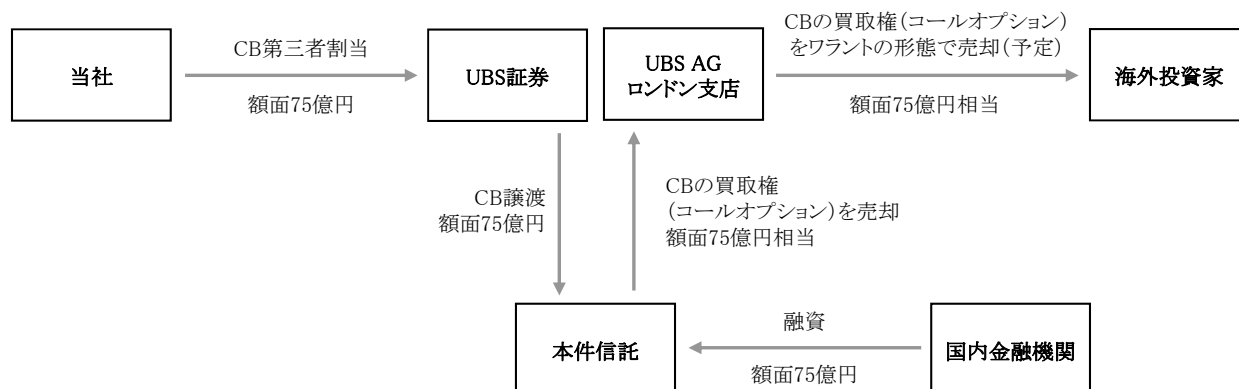 当社
CB第三者割当
額面75億円
UBS証券
UBS AG
ロンドン支店
CBの買取権(コールオプション)
をワラントの形態で売却(予定)
額面75億円相当
海外投資家
CB譲渡
額面75億円
CBの買取権
(コールオプション)を売却
額面75億円相当
本件信託
融資
額面75億円
国内金融機関